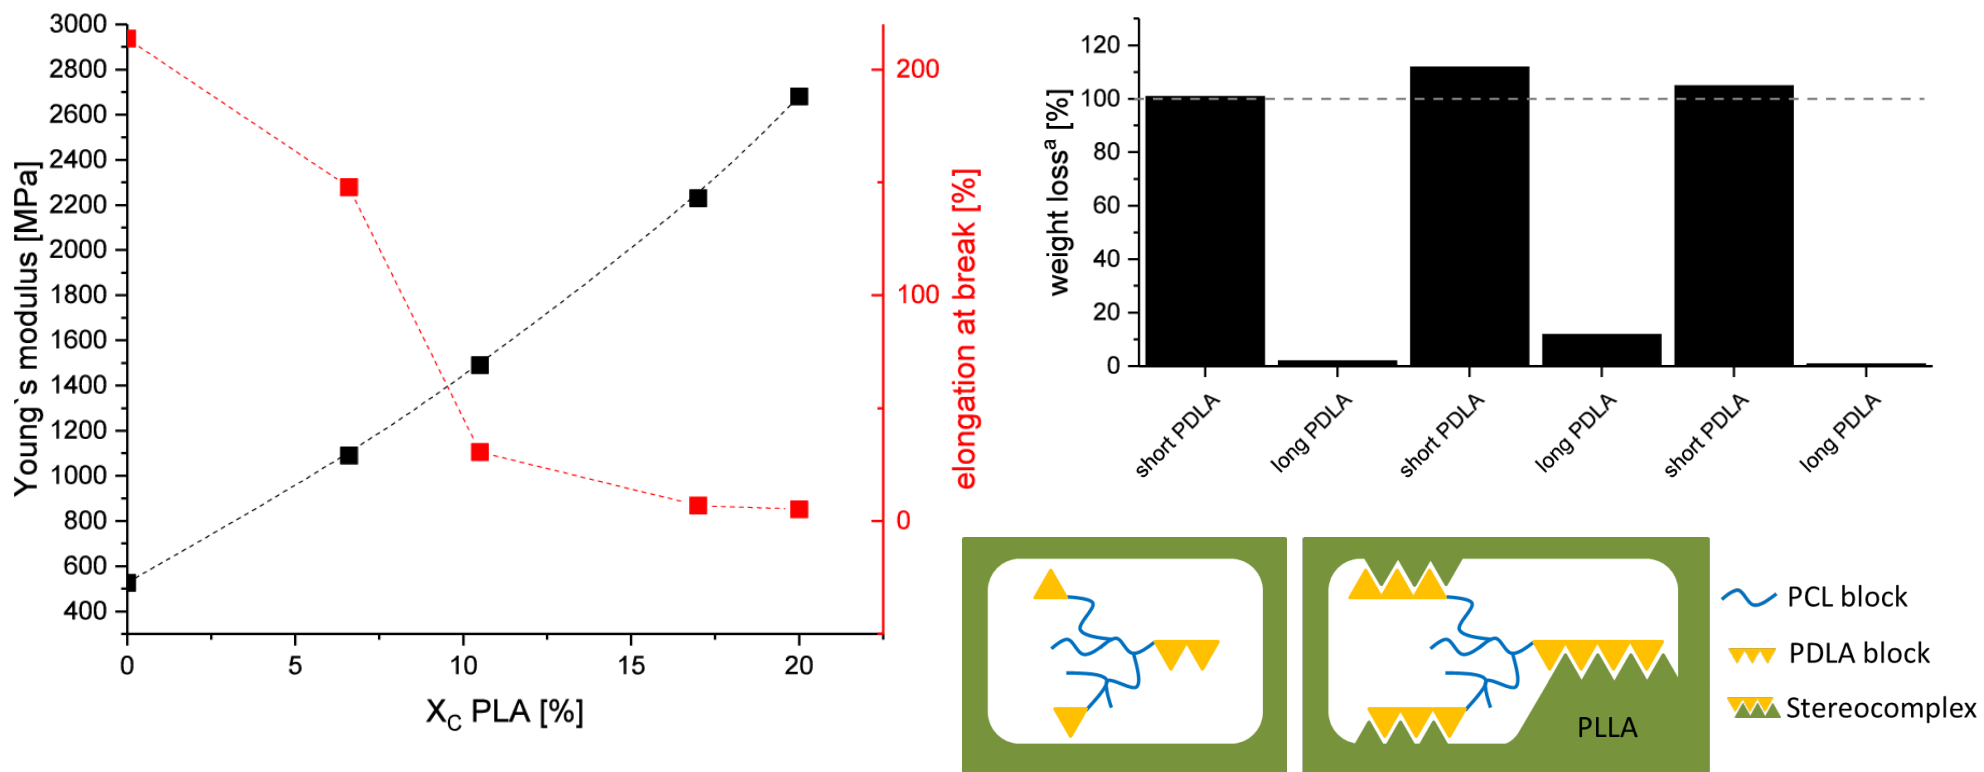 3000
2800
2600
2400
2200
2000
1800
1600
1400
1200
1000
800
600
400
Young`s modulus [MPa]
0
5
10
15
20
X_C PLA [%]
200
100
0
elongation at break [%]
120
100
80
60
40
20
0
weight loss^a [%]
short PDLA
long PDLA
short PDLA
long PDLA
short PDLA
long PDLA
PLLA
PCL block
PDLA block
Stereocomplex